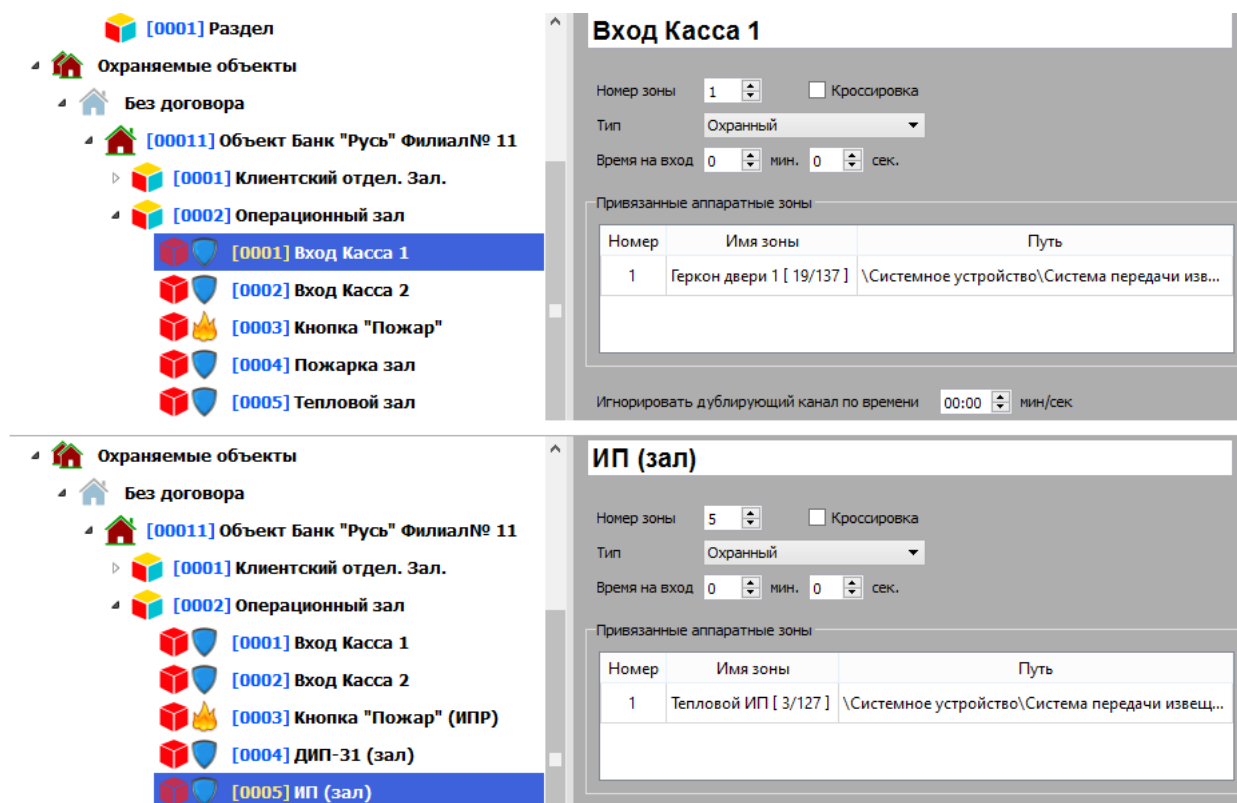 [0001] Раздел
Охраняемые объекты
Без договора
[00011] Объект Банк "Русь" Филиал№ 11
[0001] Клиентский отдел. Зал.
[0002] Операционный зал
[0001] Вход Касса 1
[0002] Вход Касса 2
[0003] Кнопка "Пожар"
[0004] Пожарка зал
[0005] Тепловой зал
Вход Касса 1
Номер зоны 1 Кроссировка
Тип Охранный
Время на вход 0 мин. 0 сек.
Привязанные аппаратные зоны
Номер Имя зоны Путь
1 Геркон двери 1 [ 19/137 ] \Системное устройство\Система передачи изв...
Игнорировать дублирующий канал по времени 00:00 мин/сек
Охраняемые объекты
Без договора
[00011] Объект Банк "Русь" Филиал№ 11
[0001] Клиентский отдел. Зал.
[0002] Операционный зал
[0001] Вход Касса 1
[0002] Вход Касса 2
[0003] Кнопка "Пожар" (ИПР)
[0004] ДИП-31 (зал)
[0005] ИП (зал)
ИП (зал)
Номер зоны 5 Кроссировка
Тип Охранный
Время на вход 0 мин. 0 сек.
Привязанные аппаратные зоны
Номер Имя зоны Путь
1 Тепловой ИП [ 3/127 ] \Системное устройство\Система передачи извещ...